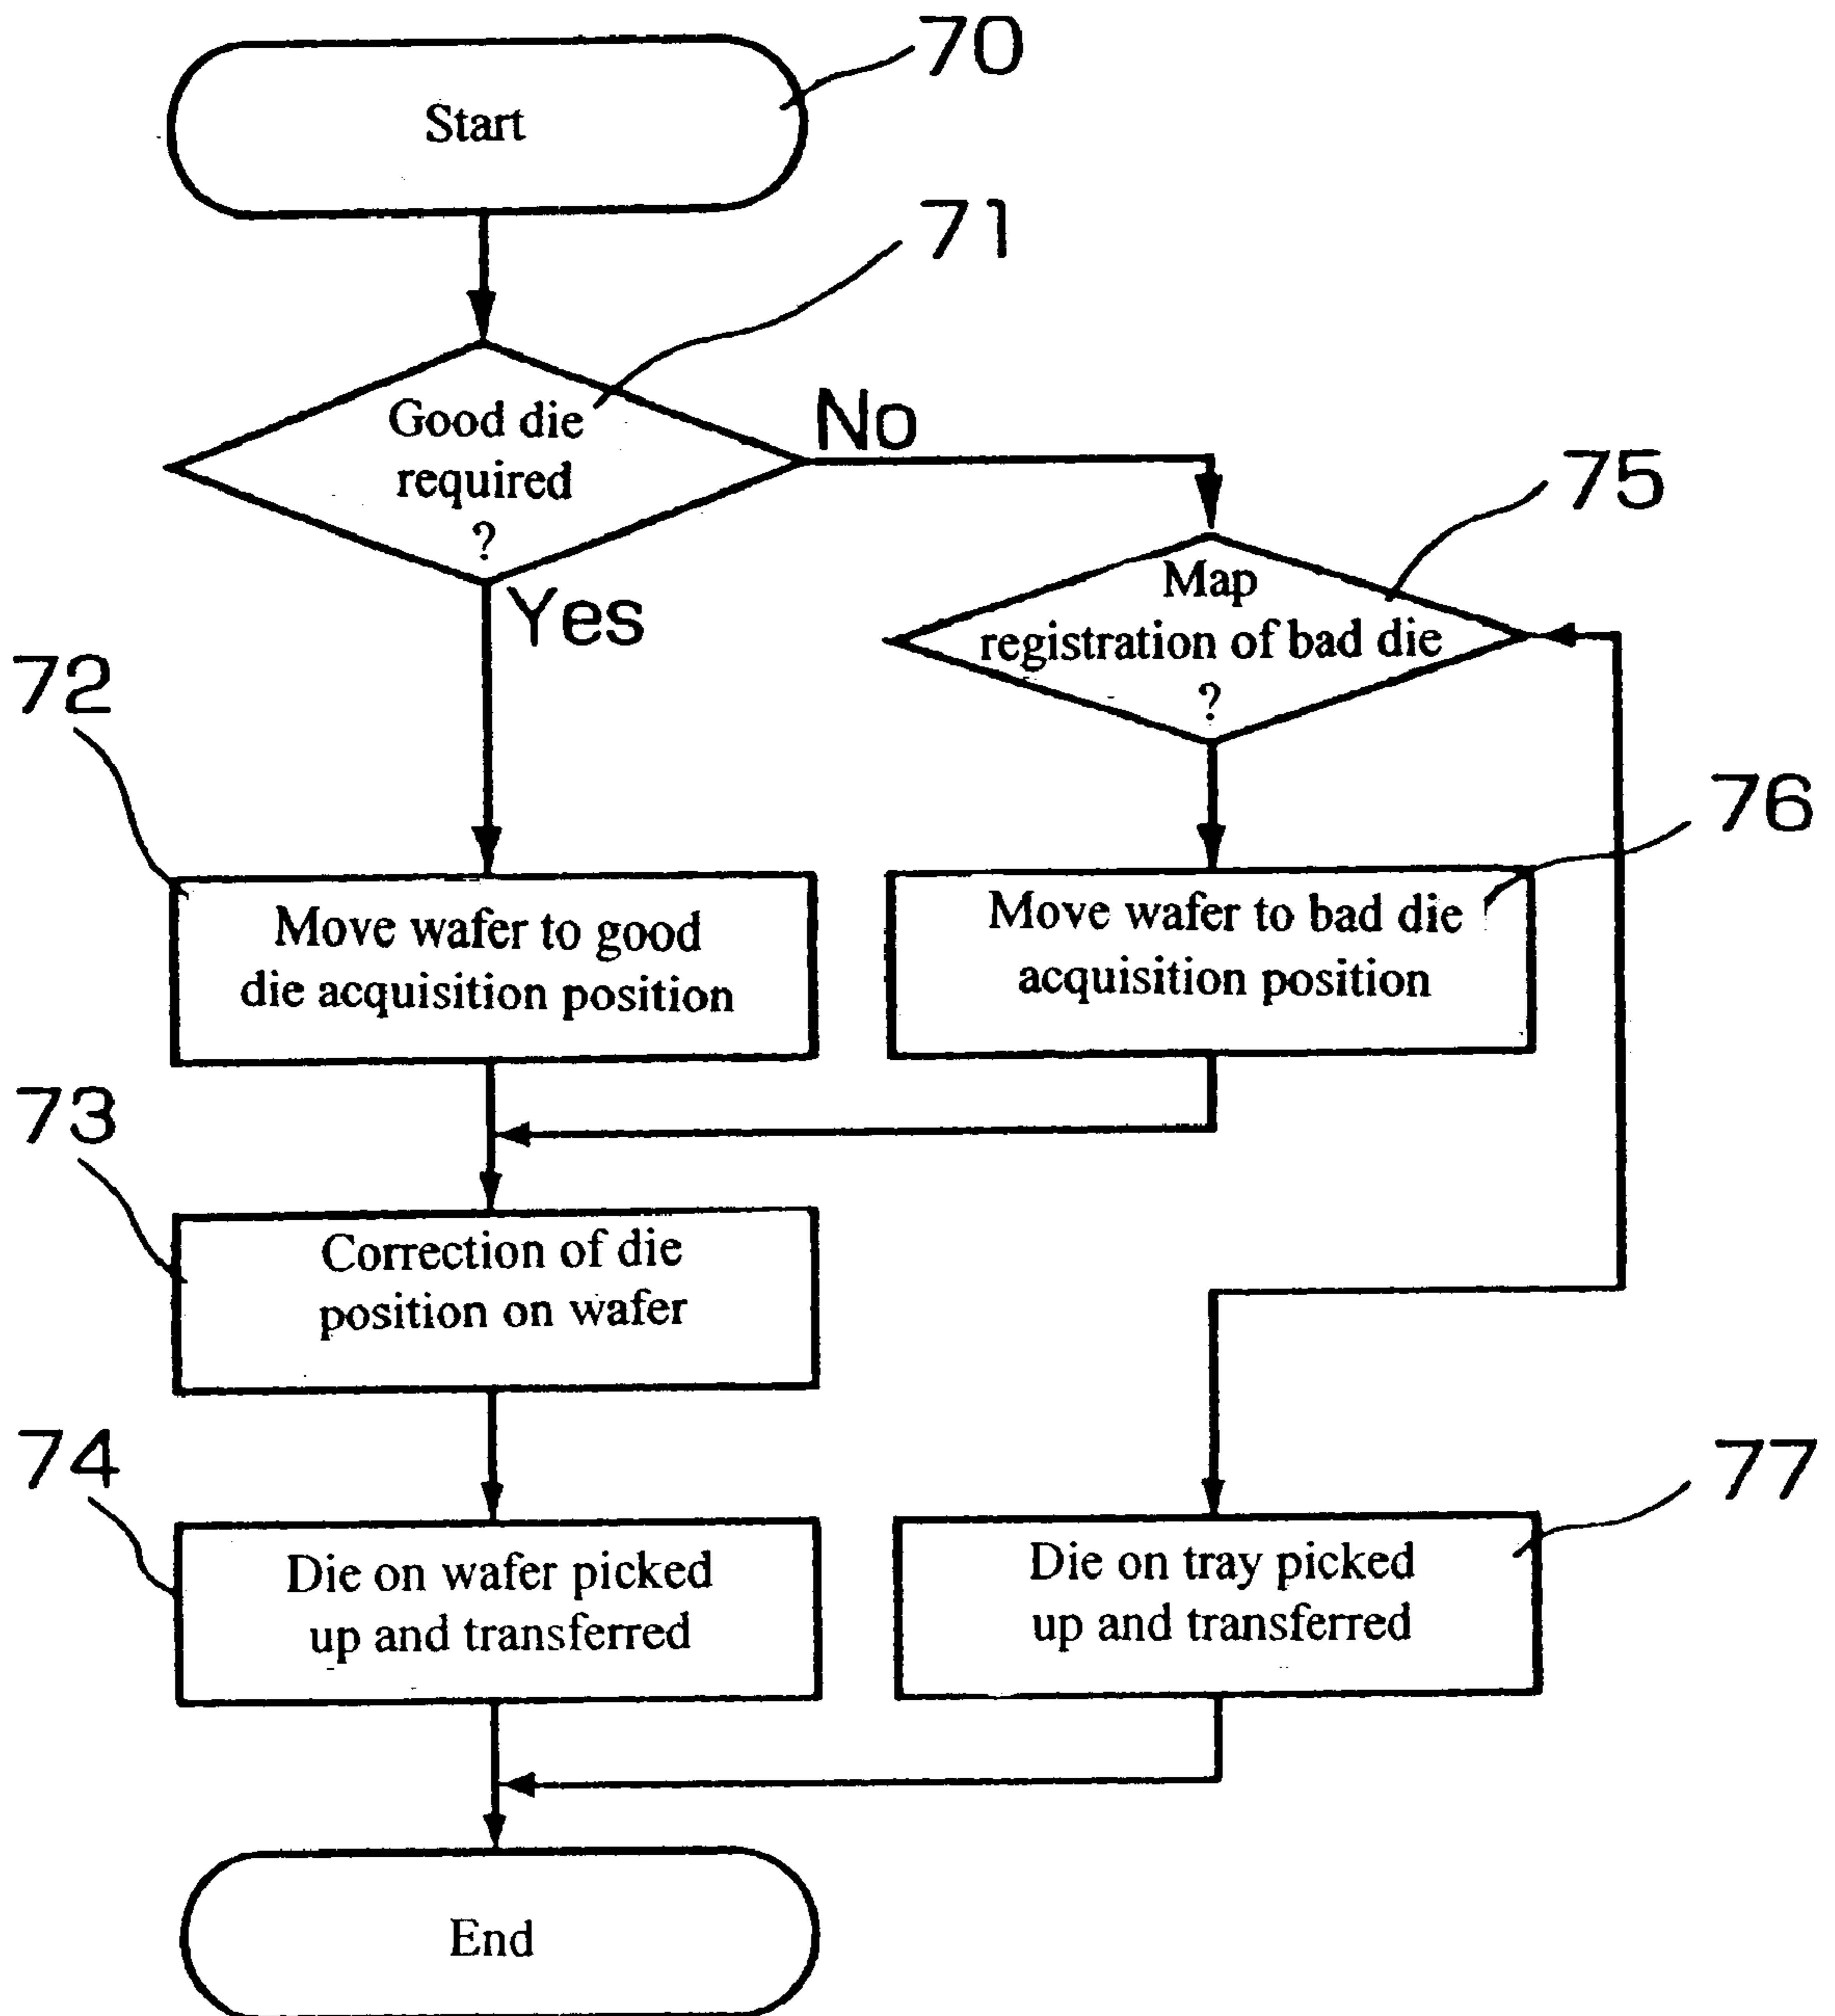 70
Start
71
Good die
required
?
No
Yes
75
Map
registration of bad die
?
72
Move wafer to good
die acquisition position
76
Move wafer to bad die
acquisition position
73
Correction of die
position on wafer
74
Die on wafer picked
up and transferred
77
Die on tray picked
up and transferred
End